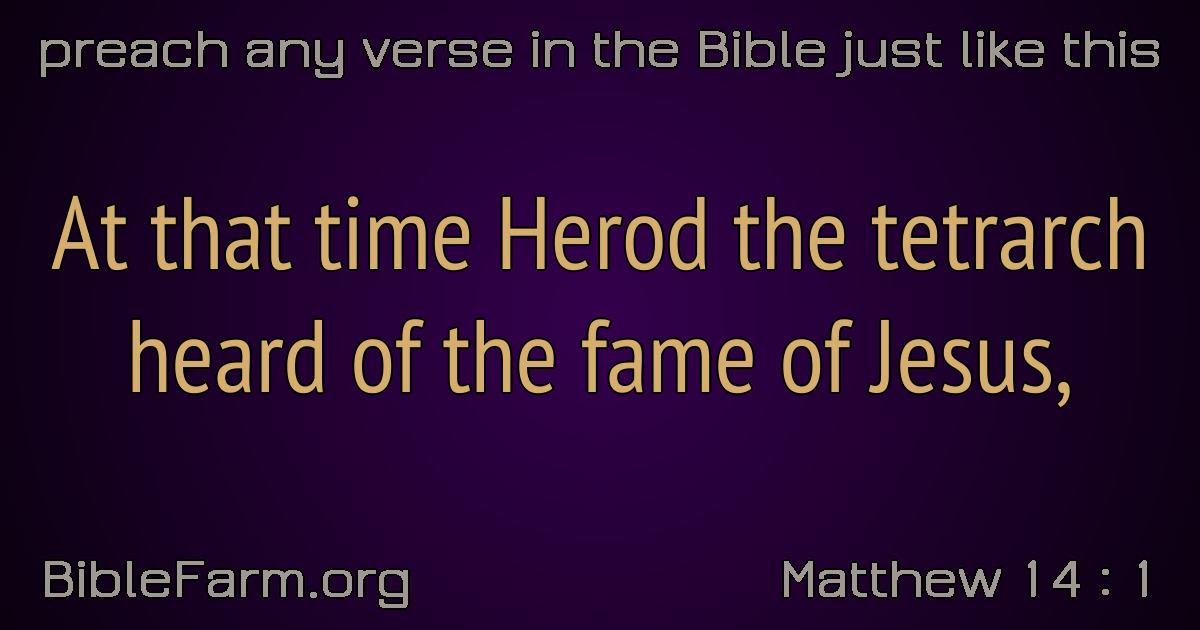 preach any verse in the Bible just like this
At that time Herod the tetrarch
heard of the fame of Jesus,
BibleFarm.org
Matthew 14 : 1